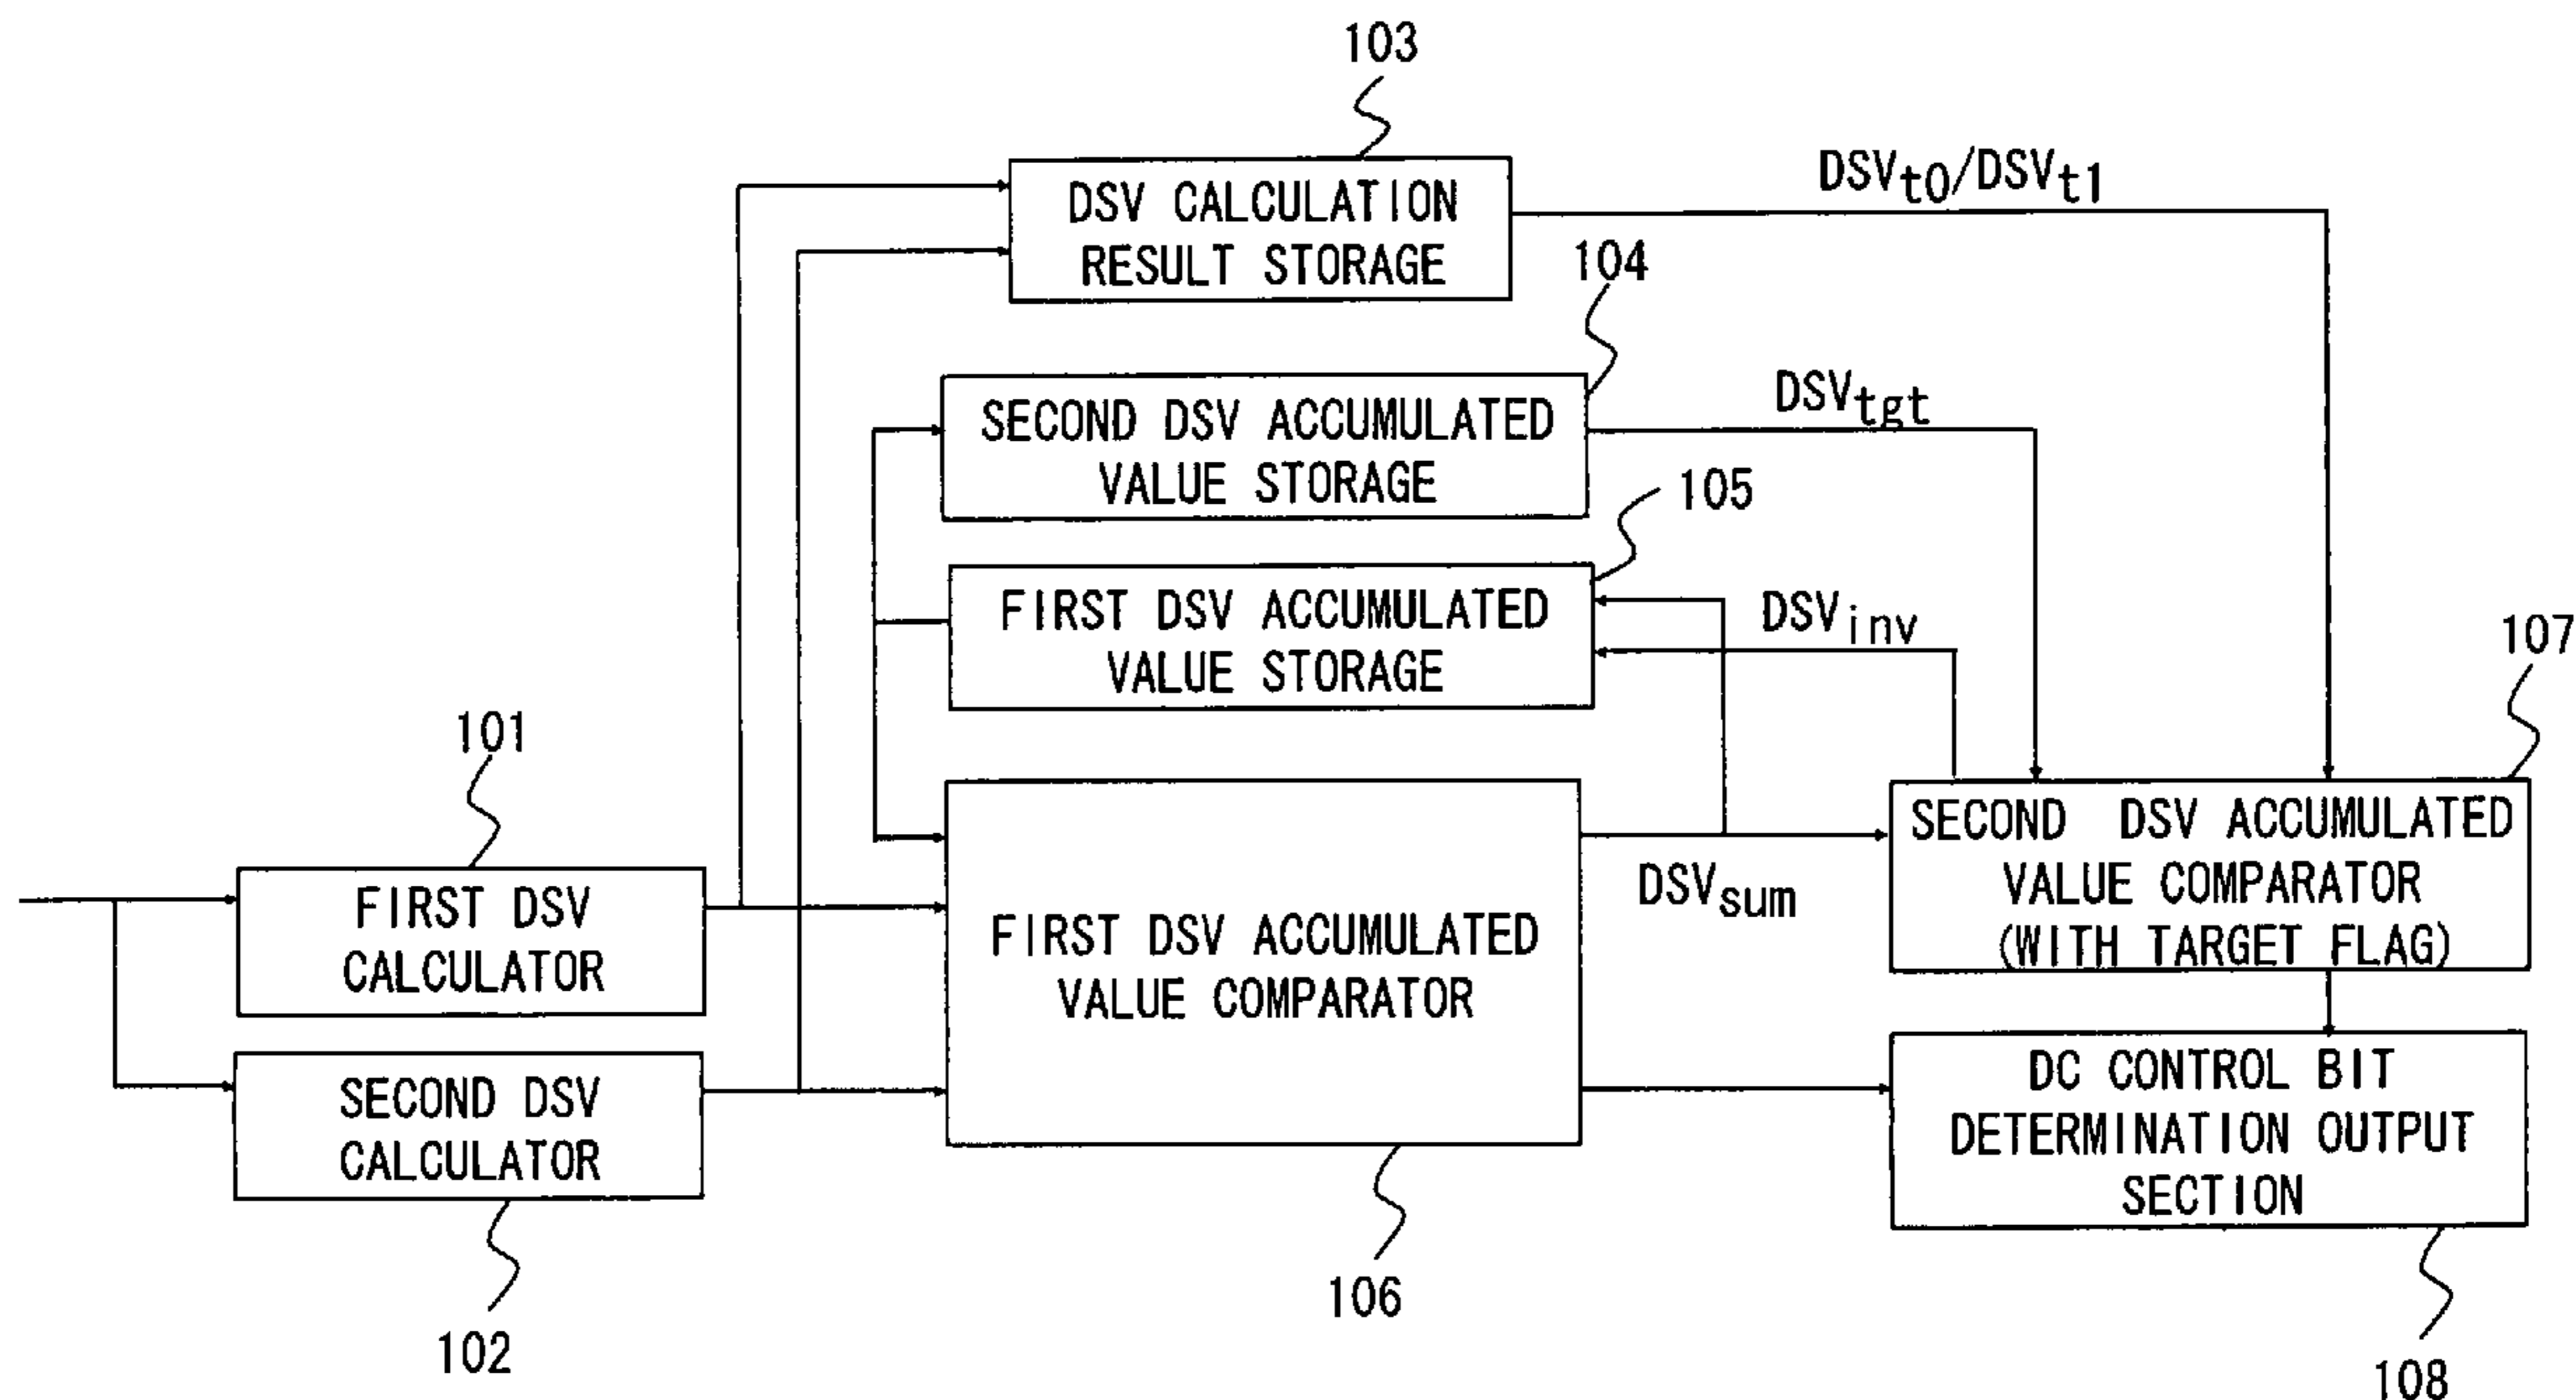 103
DSV CALCULATION
RESULT STORAGE
DSVt0/DSVt1
104
SECOND DSV ACCUMULATED
VALUE STORAGE
DSVtgt
105
FIRST DSV ACCUMULATED
VALUE STORAGE
DSVinv
107
101
FIRST DSV
CALCULATOR
SECOND DSV
CALCULATOR
102
FIRST DSV ACCUMULATED
VALUE COMPARATOR
106
DSVsum
SECOND DSV ACCUMULATED
VALUE COMPARATOR
(WITH TARGET FLAG)
DC CONTROL BIT
DETERMINATION OUTPUT
SECTION
108